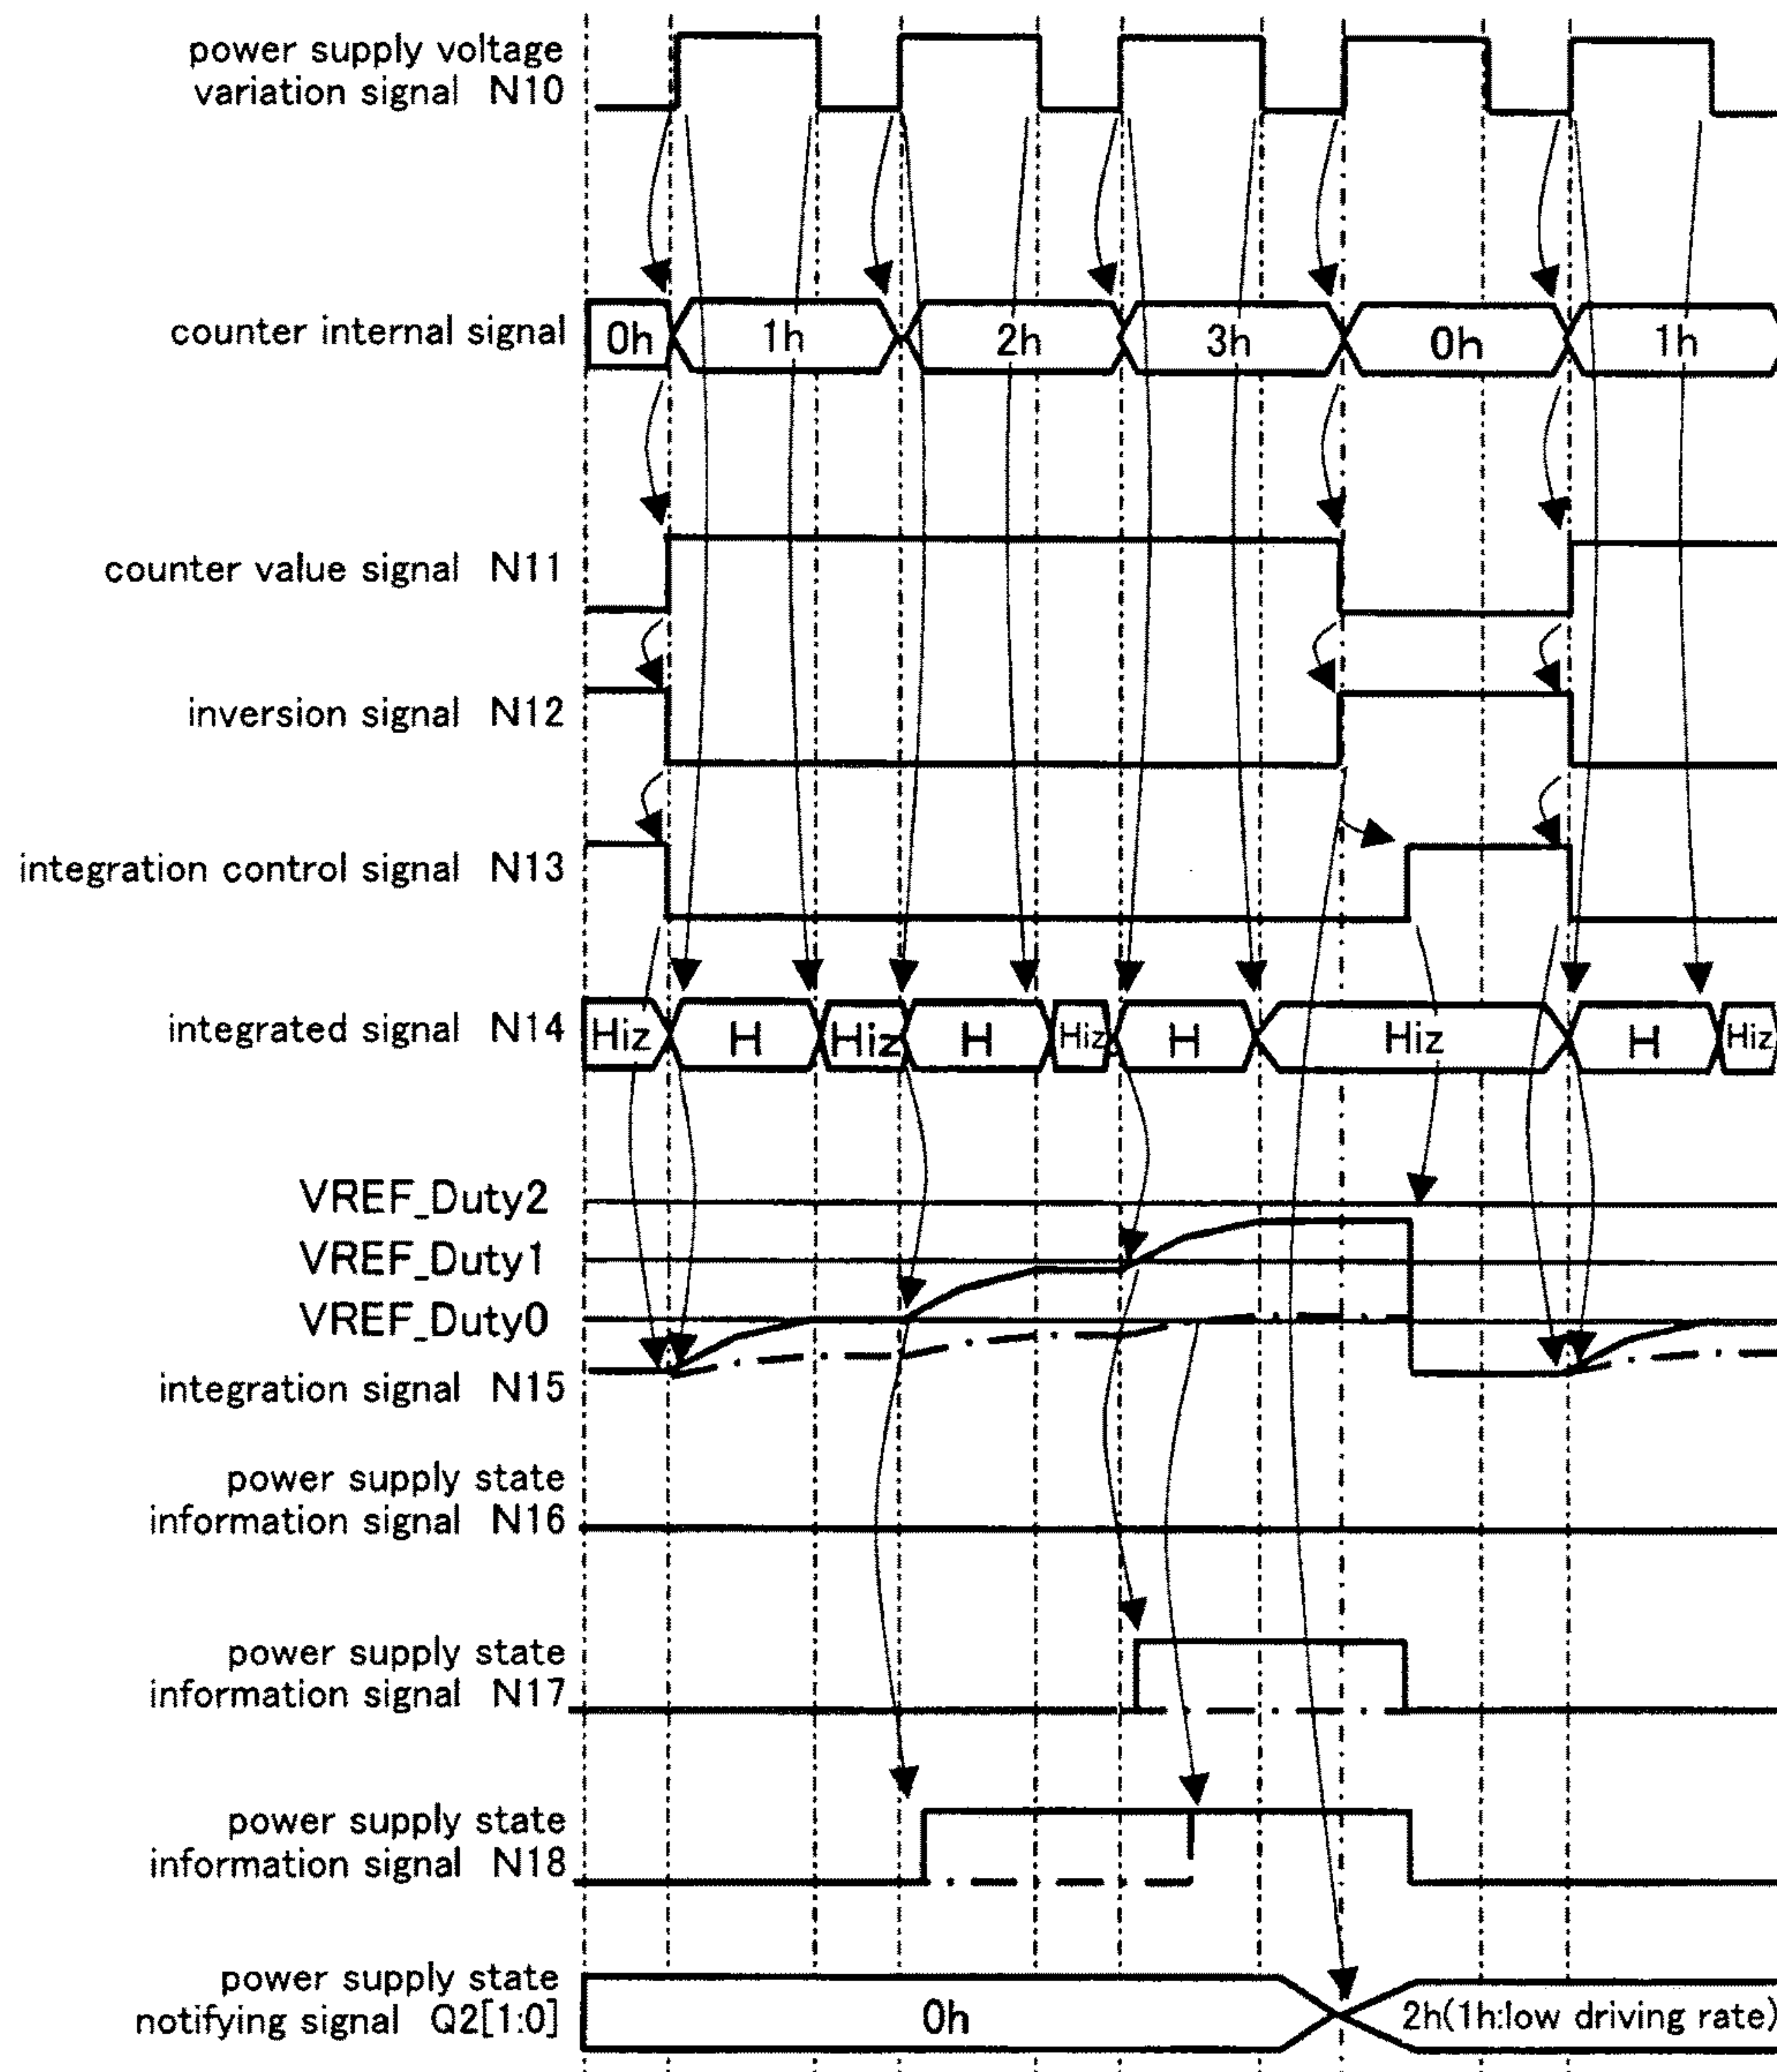 power supply voltage
variation signal N10
counter internal signal
0h 1h 2h 3h 0h 1h
counter value signal N11
inversion signal N12
integration control signal N13
integrated signal N14
Hiz H Hiz H Hiz H Hiz H Hiz
VREF_Duty2
VREF_Duty1
VREF_Duty0
integration signal N15
power supply state
information signal N16
power supply state
information signal N17
power supply state
information signal N18
power supply state
notifying signal Q2[1:0]
0h 2h(1h:low driving rate)